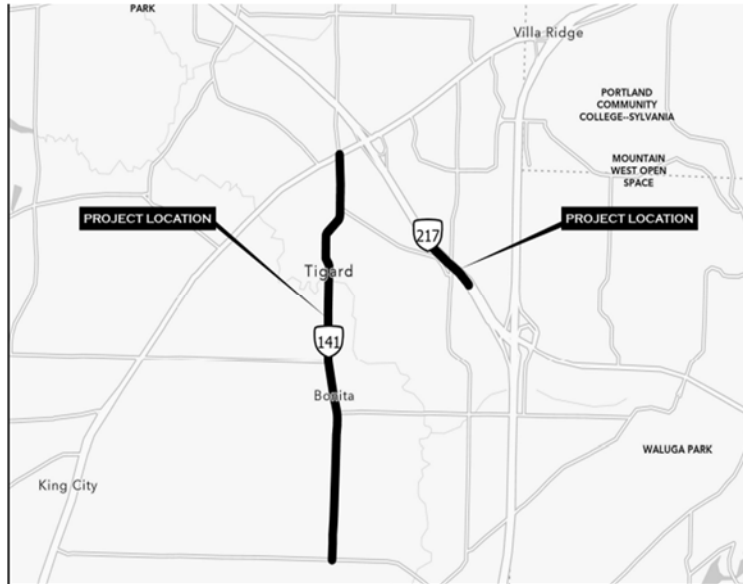 PARK
Villa Ridge
PORTLAND
COMMUNITY
COLLEGE--SYLVANIA
MOUNTAIN
WEST OPEN
SPACE
PROJECT LOCATION
PROJECT LOCATION
217
Tigard
141
Bonita
WALUGA PARK
King City